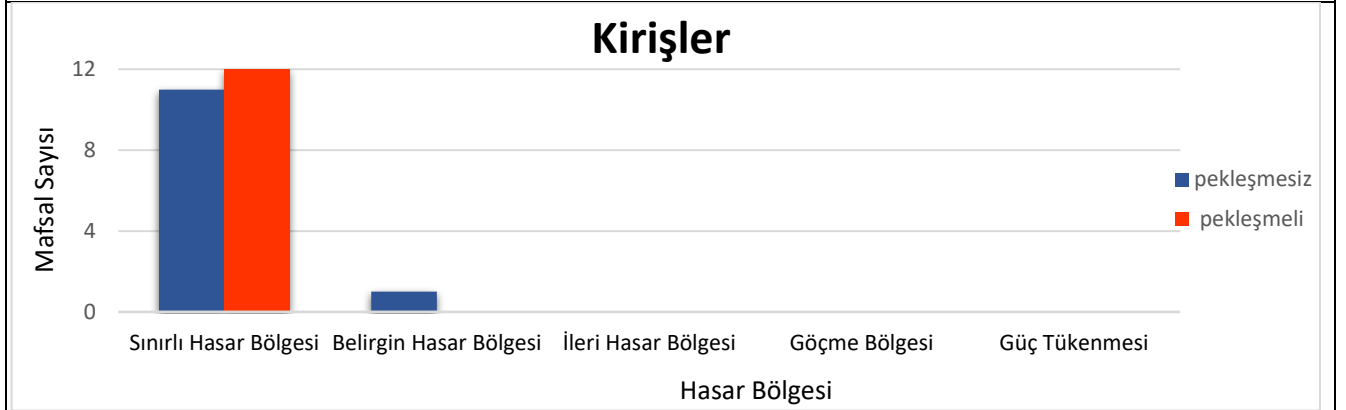 Kirişler
12
8
4
0
Mafsal Sayısı
Sınırlı Hasar Bölgesi Belirgin Hasar Bölgesi İleri Hasar Bölgesi Göçme Bölgesi Güç Tükenmesi
Hasar Bölgesi
pekleşmesiz
pekleşmeli